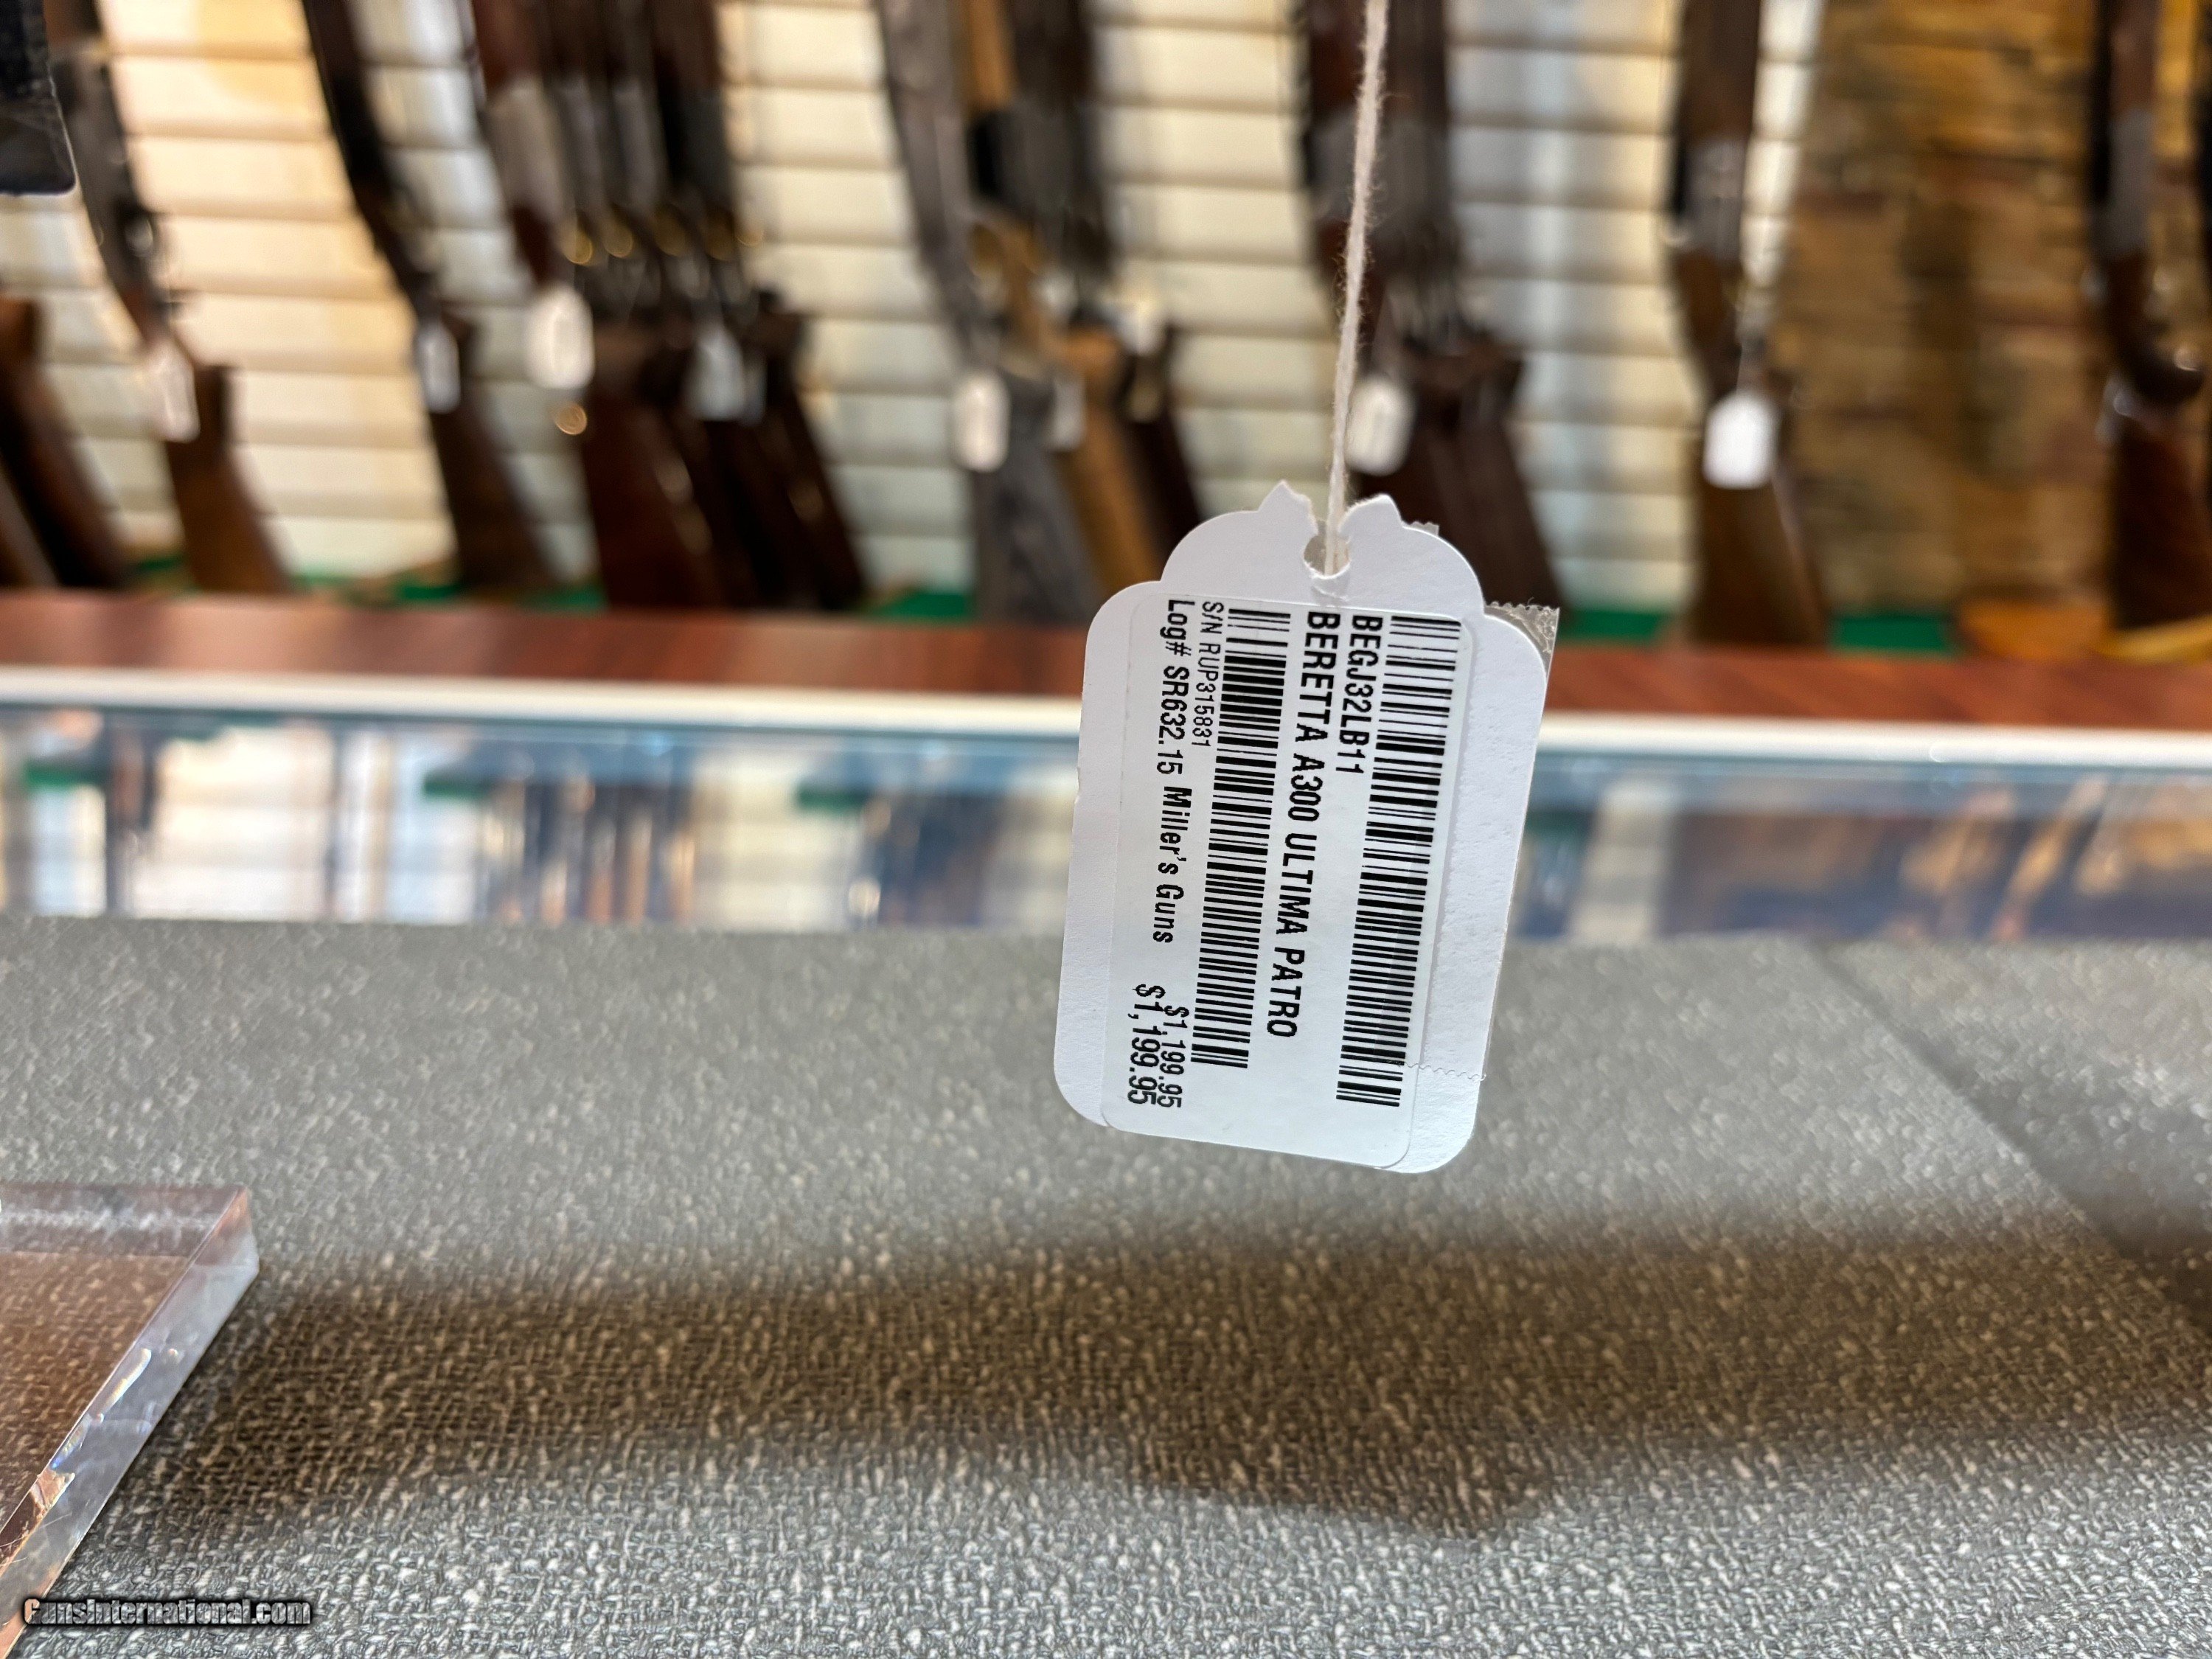 BEGJ32LB11
BERETTA A300 ULTIMA PATRO
S/N RUP315831
$1,199.95
Log# SR632.15 Miller's Guns
$1,199.95
GunsInternational.com